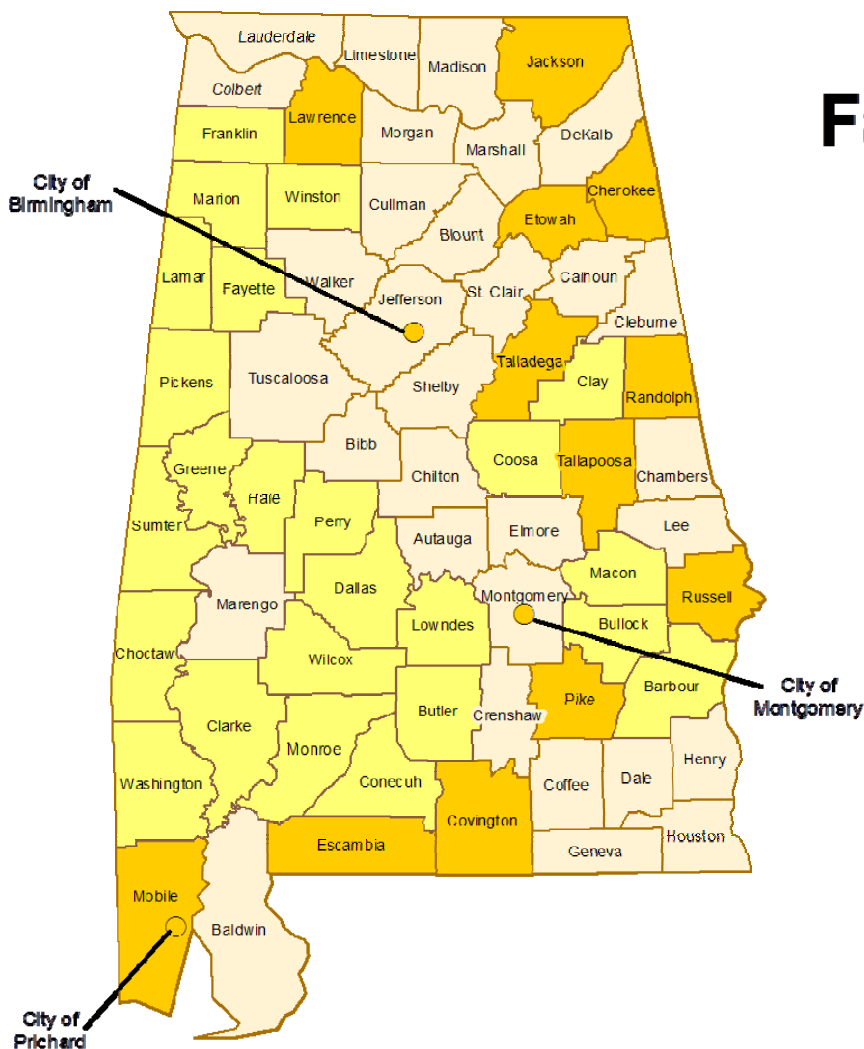 Lauderdale
Limestone
Madison
Jackson
Colbert
Lawrence
Franklin
Morgan
Marshall
DeKalb
City of
Birmingham
Marion
Winston
Cullman
Blount
Etowah
Cherokee
Lamar
Fayette
Walker
Jefferson
St. Clair
Calhoun
Cleburne
Pickens
Tuscaloosa
Shelby
Talladega
Clay
Randolph
Greene
Hale
Bibb
Chilton
Coosa
Tallapoosa
Chambers
Sumter
Perry
Autauga
Elmore
Lee
Marengo
Dallas
Lowndes
Montgomery
Macon
Russell
Bullock
Choctaw
Wilcox
Clarke
Monroe
Butler
Crenshaw
Pike
Barbour
City of
Montgomery
Washington
Conecuh
Covington
Coffee
Dale
Henry
Escambia
Geneva
Houston
Mobile
Baldwin
City of
Prichard